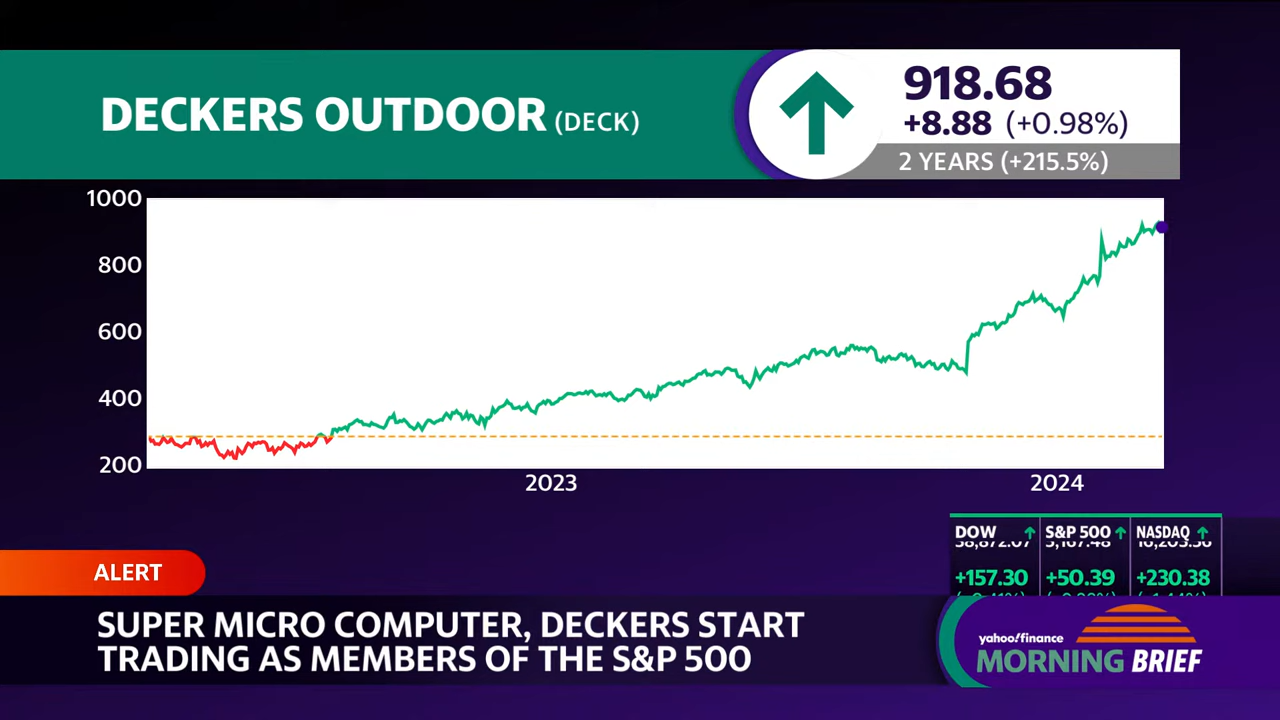 DECKERS OUTDOOR (DECK)
918.68
+8.88 (+0.98%)
2 YEARS (+215.5%)
1000
800
600
400
200
2023
2024
DOW S&P 500 NASDAQ
+157.30 +50.39 +230.38
ALERT
SUPER MICRO COMPUTER, DECKERS START
TRADING AS MEMBERS OF THE S&P 500
yahoo!finance
MORNING BRIEF